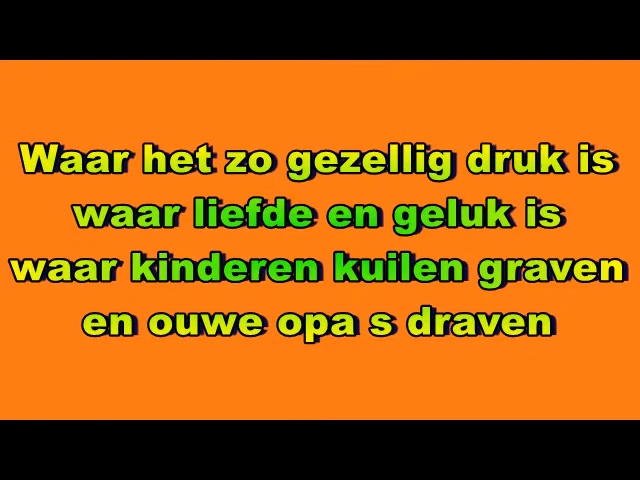 Waar het zo gezellig druk is
waar liefde en geluk is
waar kinderen kuilen graven
en ouwe opa s draven